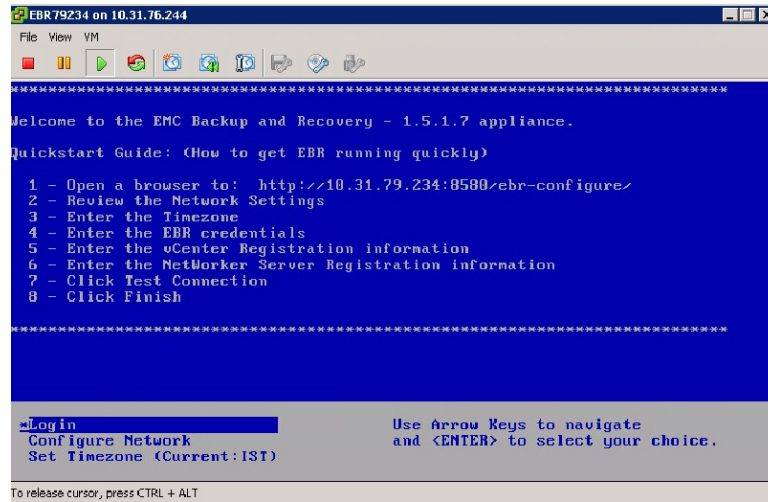 EBR79234 on 10.31.76.244
File View VM
********************************************************************************
Welcome to the EMC Backup and Recovery - 1.5.1.7 appliance.
Quickstart Guide: (How to get EBR running quickly)
1 - Open a browser to: http://10.31.79.234:8580/ebr-configure/
2 - Review the Network Settings
3 - Enter the Timezone
4 - Enter the EBR credentials
5 - Enter the vCenter Registration information
6 - Enter the NetWorker Server Registration information
7 - Click Test Connection
8 - Click Finish
********************************************************************************
*Login
Use Arrow Keys to navigate
Configure Network
and <ENTER> to select your choice.
Set Timezone (Current:IST)
To release cursor, press CTRL + ALT